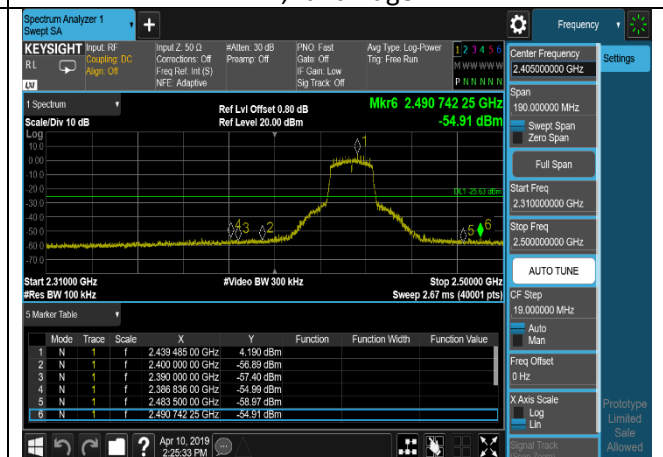 Spectrum Analyzer 1
Swept SA
+
Frequency
KEYSIGHT
RL
LXI
Input: RF
Coupling: DC
Align: Off
Input Z: 50 Ω
Corrections: Off
Freq Ref: Int (S)
NFE: Adaptive
#Atten: 30 dB
Preamp: Off
PNO: Fast
Gate: Off
IF Gain: Low
Sig Track: Off
Avg Type: Log-Power
Trig: Free Run
1 2 3 4 5 6
M W W W W W
P N N N N N
1 Spectrum
Scale/Div 10 dB
Log
Ref Lvl Offset 0.80 dB
Ref Level 20.00 dBm
Mkr6 2.490 742 25 GHz
-54.91 dBm
10.0
0.00
-10.0
-20.0
-30.0
-40.0
-50.0
-60.0
-70.0
1
DL1 -25.63 dBm
4
3
2
5
6
Start 2.31000 GHz
#Res BW 100 kHz
#Video BW 300 kHz
Stop 2.50000 GHz
Sweep 2.67 ms (40001 pts)
5 Marker Table
Mode Trace Scale X Y Function Function Width Function Value
1 N 1 f 2.439 485 00 GHz 4.190 dBm
2 N 1 f 2.400 000 00 GHz -56.89 dBm
3 N 1 f 2.390 000 00 GHz -57.40 dBm
4 N 1 f 2.386 836 00 GHz -54.99 dBm
5 N 1 f 2.483 500 00 GHz -58.97 dBm
6 N 1 f 2.490 742 25 GHz -54.91 dBm
?
Apr 10, 2019
2:25:33 PM
Center Frequency
2.405000000 GHz
Settings
Span
190.000000 MHz
Swept Span
Zero Span
Full Span
Start Freq
2.310000000 GHz
Stop Freq
2.500000000 GHz
AUTO TUNE
CF Step
19.000000 MHz
Auto
Man
Freq Offset
0 Hz
X Axis Scale
Log
Lin
Signal Track
Prototype
Limited
Sale
Allowed